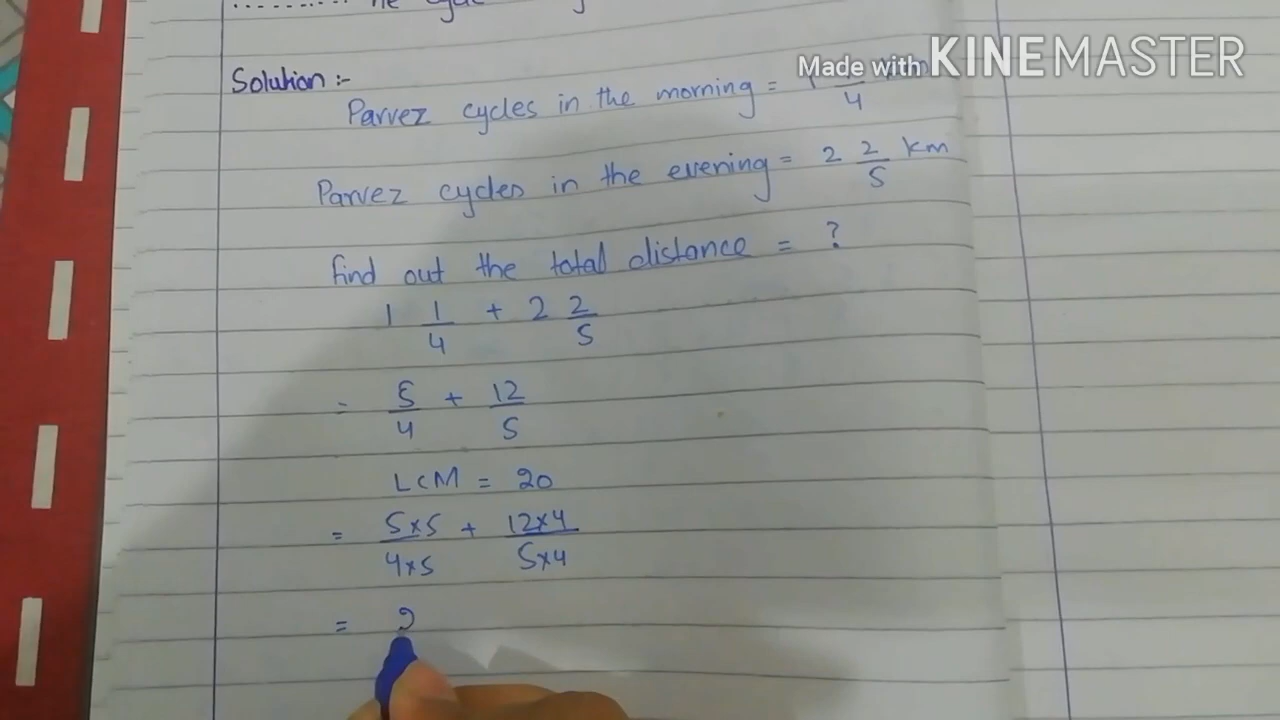 Made with KINEMASTER
Solution :-
Parvez cycles in the morning = 1 /4
Parvez cycles in the evening = 2 2/5 km
find out the total distance = ?
1 1/4 + 2 2/5
= 5/4 + 12/5
LCM = 20
= 5×5/4×5 + 12×4/5×4
= 2